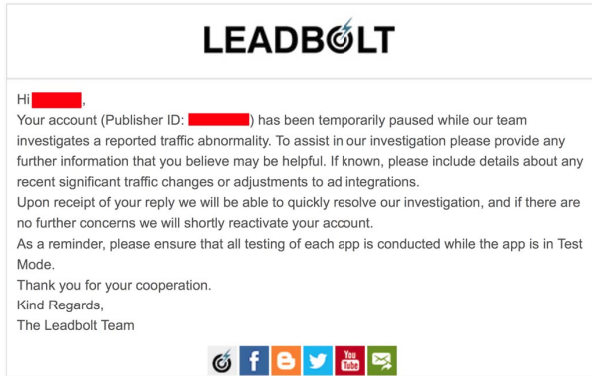 LEADBOLT
Hi ,
Your account (Publisher ID: ) has been temporarily paused while our team
investigates a reported traffic abnormality. To assist in our investigation please provide any
further information that you believe may be helpful. If known, please include details about any
recent significant traffic changes or adjustments to ad integrations.
Upon receipt of your reply we will be able to quickly resolve our investigation, and if there are
no further concerns we will shortly reactivate your account.
As a reminder, please ensure that all testing of each app is conducted while the app is in Test
Mode.
Thank you for your cooperation.
Kind Regards,
The Leadbolt Team
You
Tube